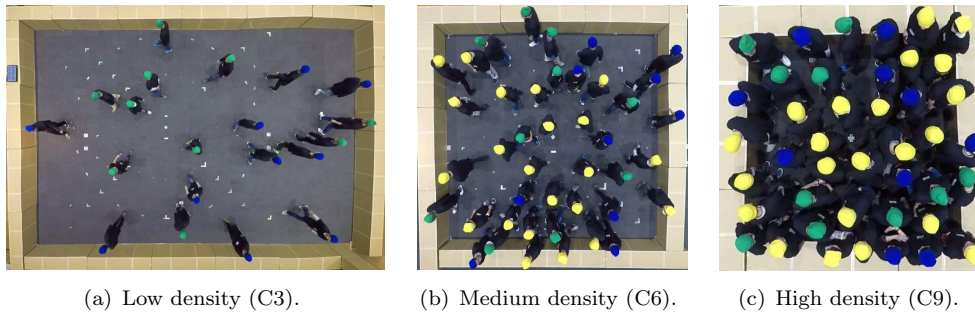 (a) Low density (C3).
(b) Medium density (C6).
(c) High density (C9).